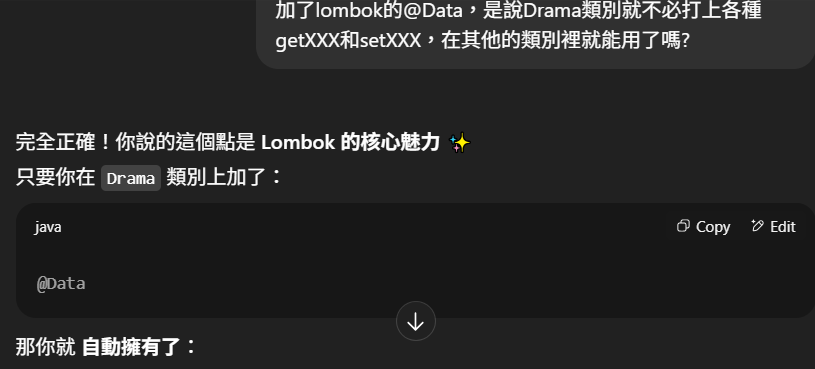 加了lombok的@Data，是說Drama類別就不必打上各種
getXXX和setXXX，在其他的類別裡就能用了嗎?
完全正確！你說的這個點是 Lombok 的核心魅力 ✨
只要你在 Drama 類別上加了：
java Copy Edit
@Data
那你就 自動擁有了：